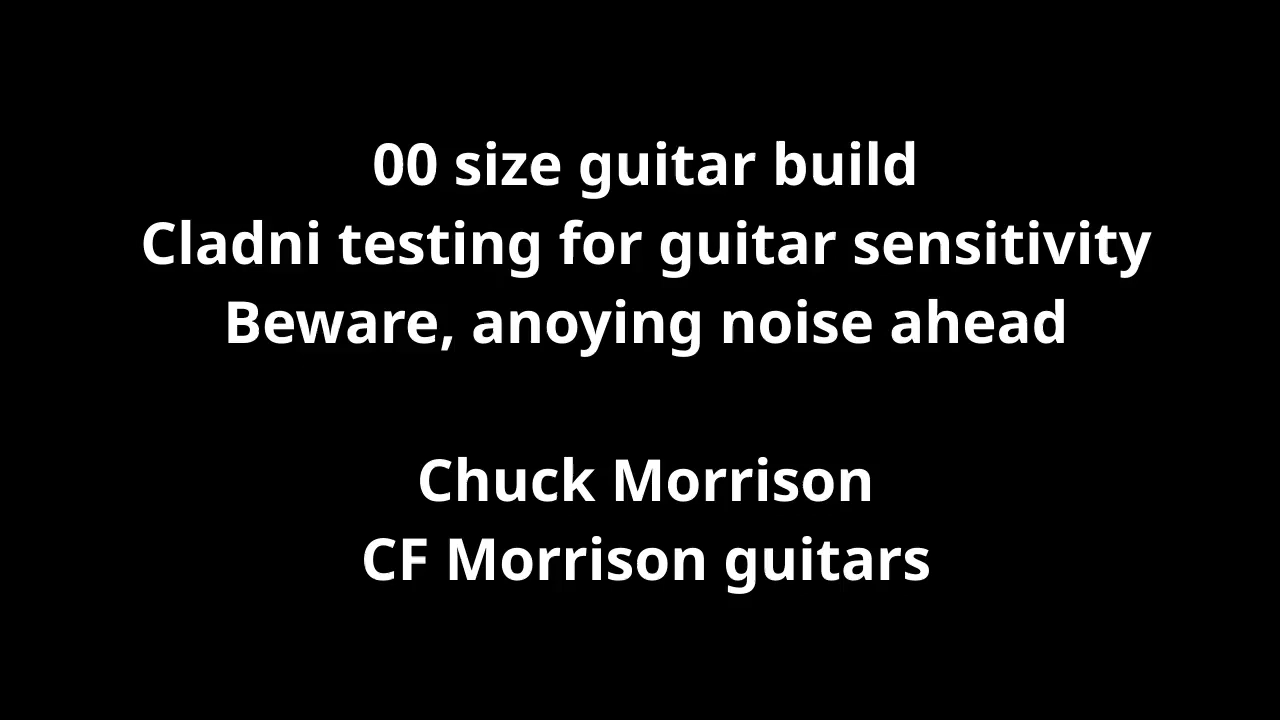 00 size guitar build
Cladni testing for guitar sensitivity
Beware, anoying noise ahead
Chuck Morrison
CF Morrison guitars